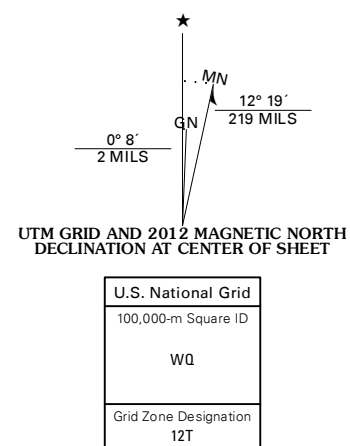 ★
MN
12° 19´
219 MILS
GN
0° 8´
2 MILS
UTM GRID AND 2012 MAGNETIC NORTH
DECLINATION AT CENTER OF SHEET
U.S. National Grid
100,000-m Square ID
WQ
Grid Zone Designation
12T